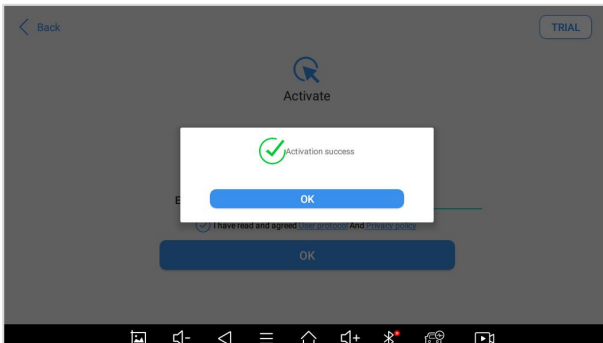 Back
TRIAL
Activate
Activation success
E
OK
I have read and agreed User protocol And Privacy policy
OK